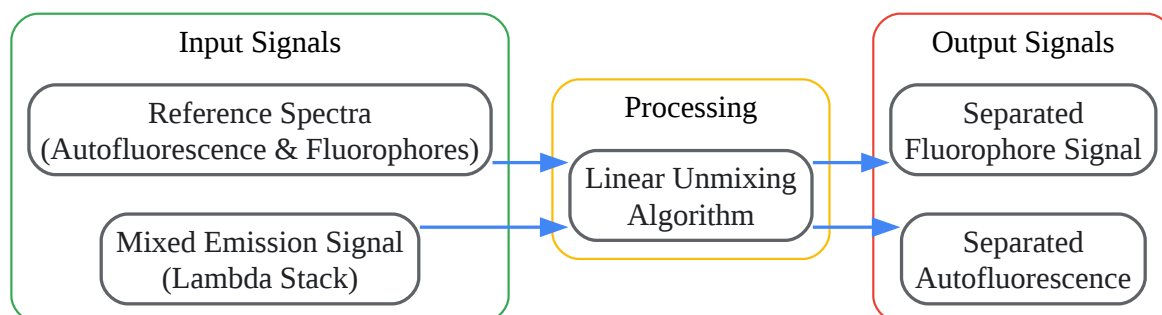 Input Signals
Reference Spectra
(Autofluorescence & Fluorophores)
Mixed Emission Signal
(Lambda Stack)
Processing
Linear Unmixing
Algorithm
Output Signals
Separated
Fluorophore Signal
Separated
Autofluorescence